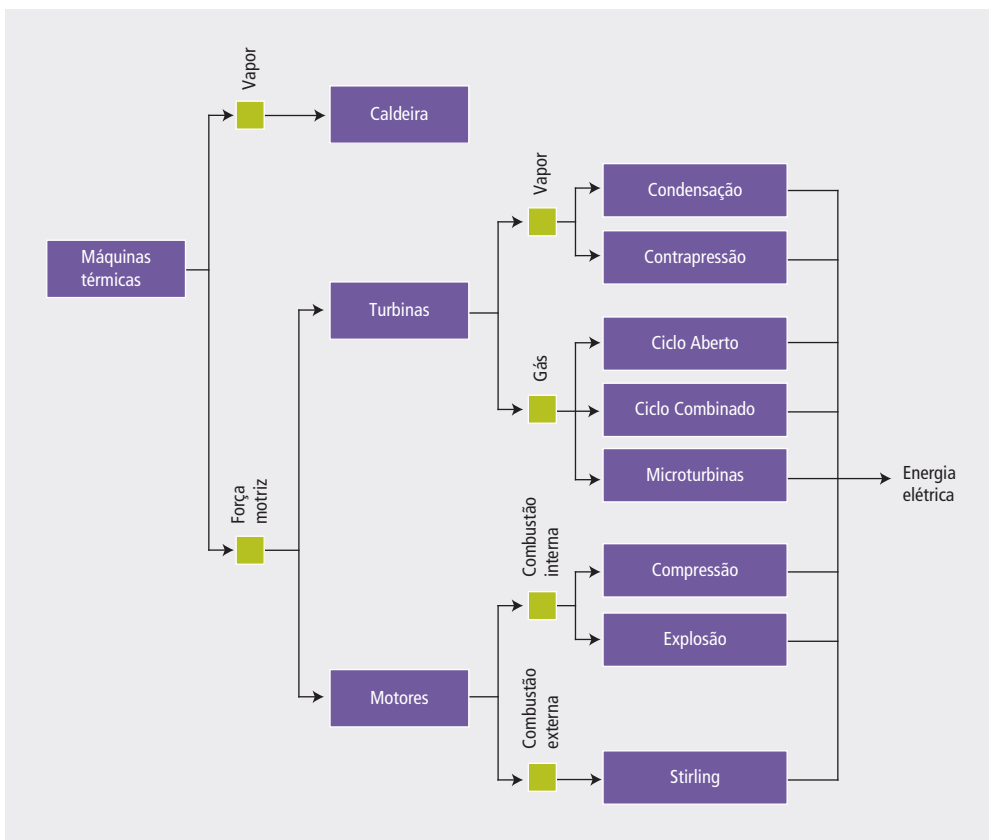 Vapor
Caldeira
Máquinas
térmicas
Turbinas
Vapor
Condensação
Contrapressão
Gás
Ciclo Aberto
Ciclo Combinado
Microturbinas
Energia
elétrica
Força
motriz
Motores
Combustão
interna
Compressão
Explosão
Combustão
externa
Stirling